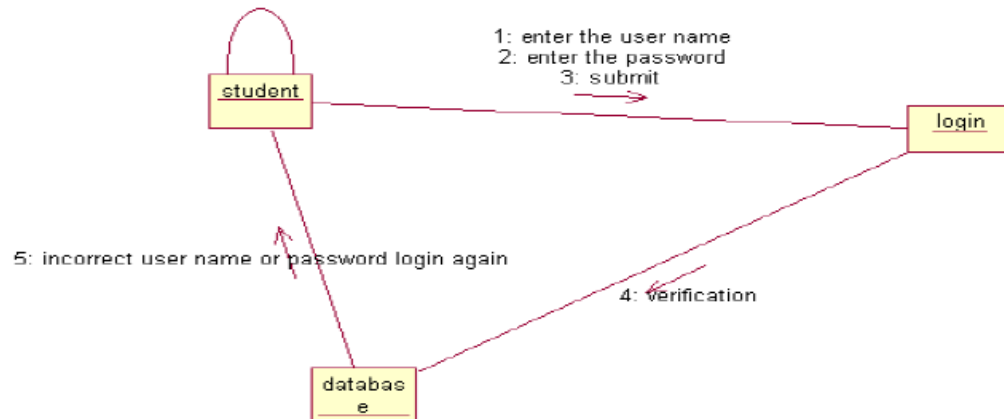 1: enter the user name
2: enter the password
3: submit
student
login
5: incorrect user name or password login again
4: verification
databas
e